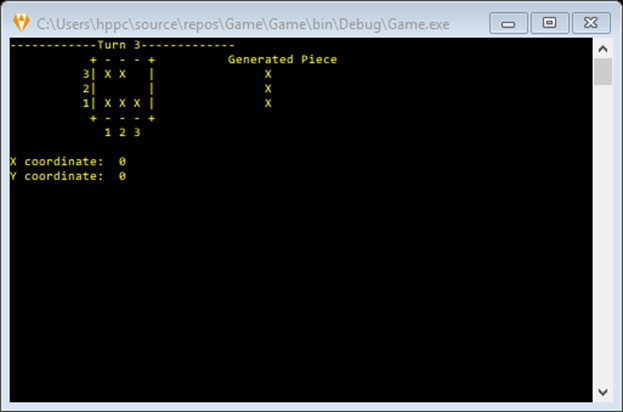 C:\Users\hppc\source\repos\Game\Game\bin\Debug\Game.exe
------------Turn 3-------------
+ - - - + Generated Piece
3| X X | X
2| | X
1| X X X | X
+ - - - +
1 2 3
X coordinate: 0
Y coordinate: 0